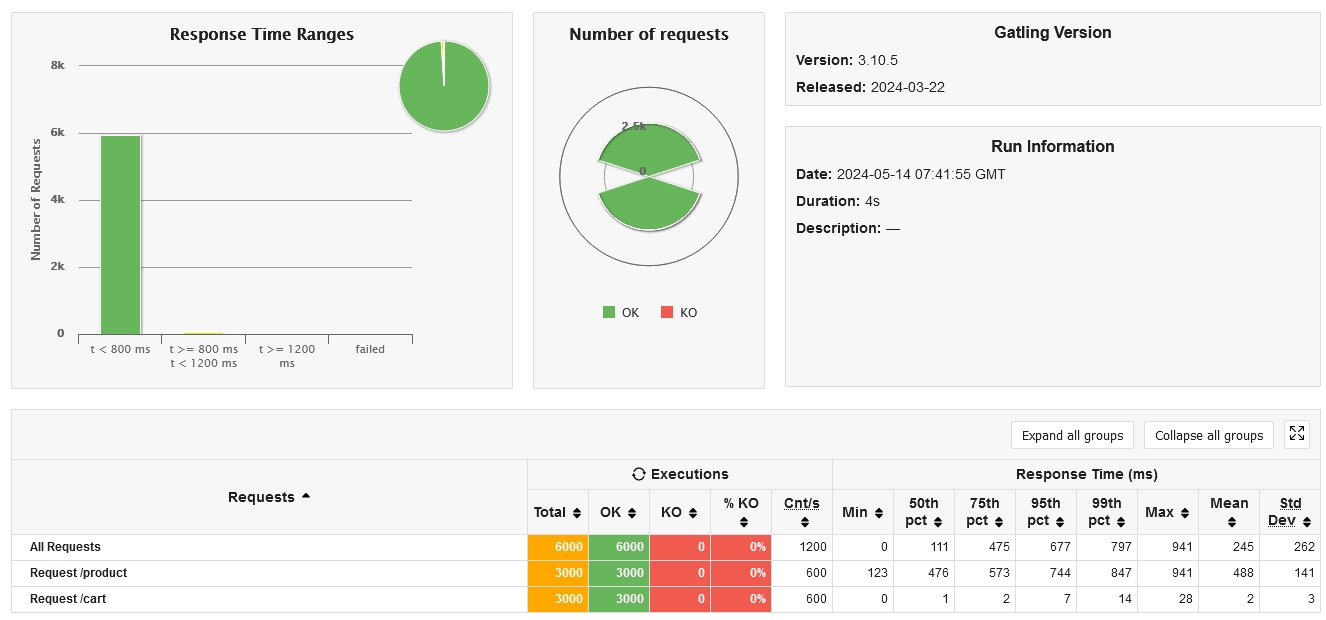 Response Time Ranges
8k
6k
4k
2k
0
Number of Requests
t < 800 ms
t >= 800 ms
t < 1200 ms
t >= 1200
ms
failed
Number of requests
2.5k
0
OK KO
Gatling Version
Version: 3.10.5
Released: 2024-03-22
Run Information
Date: 2024-05-14 07:41:55 GMT
Duration: 4s
Description: —
Expand all groups Collapse all groups
Requests Executions Response Time (ms)
Total OK KO % KO Cnt/s Min 50th pct 75th pct 95th pct 99th pct Max Mean Std Dev
All Requests 6000 6000 0 0% 1200 0 111 475 677 797 941 245 262
Request /product 3000 3000 0 0% 600 123 476 573 744 847 941 488 141
Request /cart 3000 3000 0 0% 600 0 1 2 7 14 28 2 3